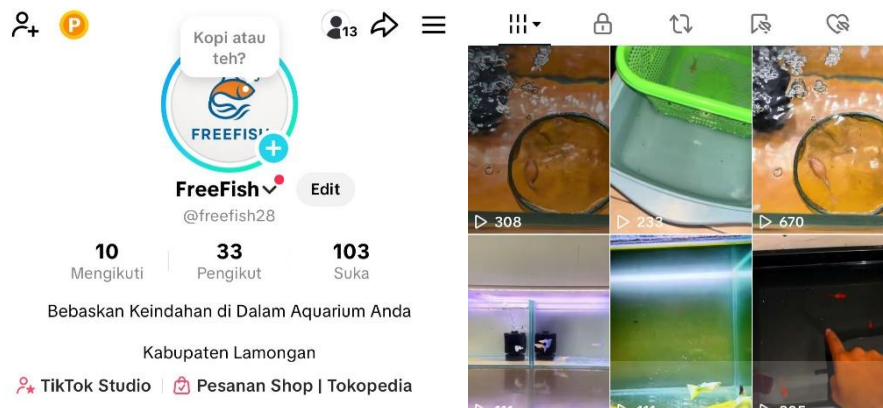 P
Kopi atau
teh?
13
FREEFISH
FreeFish
Edit
@freefish28
10
Mengikuti
33
Pengikut
103
Suka
Bebaskan Keindahan di Dalam Aquarium Anda
Kabupaten Lamongan
TikTok Studio
Pesanan Shop | Tokopedia
308
233
670